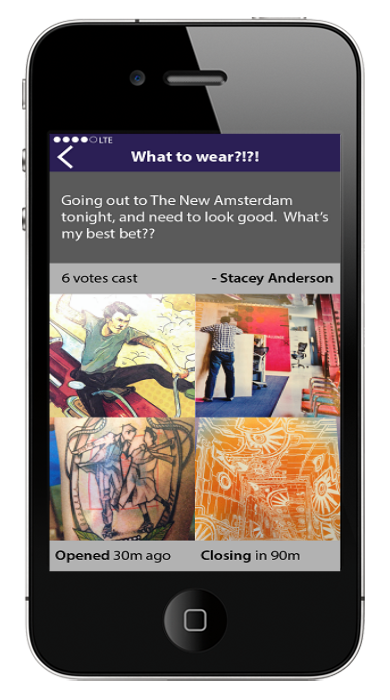 LTE
What to wear?!?!
Going out to The New Amsterdam
tonight, and need to look good.  What's
my best bet??
6 votes cast
- Stacey Anderson
Opened 30m ago
Closing in 90m